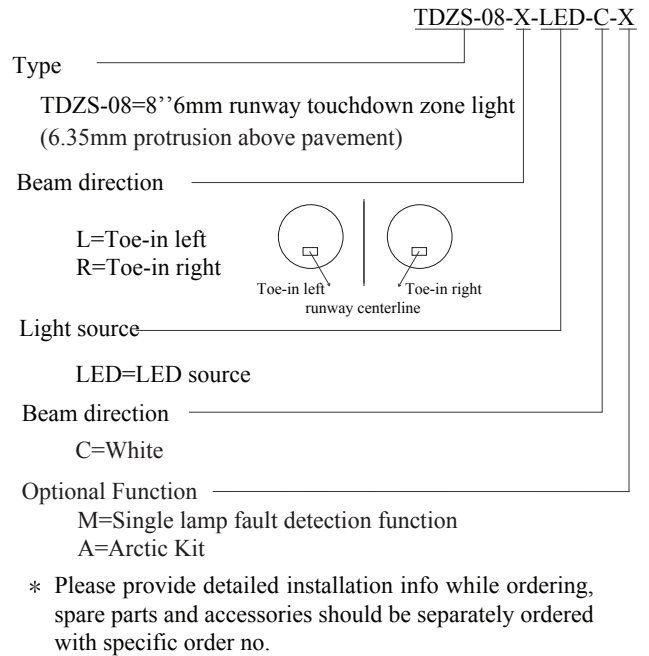 TDZS-08-X-LED-C-X
Type
TDZS-08=8’’6mm runway touchdown zone light
(6.35mm protrusion above pavement)
Beam direction
L=Toe-in left
R=Toe-in right
Toe-in left
Toe-in right
runway centerline
Light source
LED=LED source
Beam direction
C=White
Optional Function
M=Single lamp fault detection function
A=Arctic Kit
* Please provide detailed installation info while ordering,
spare parts and accessories should be separately ordered
with specific order no.